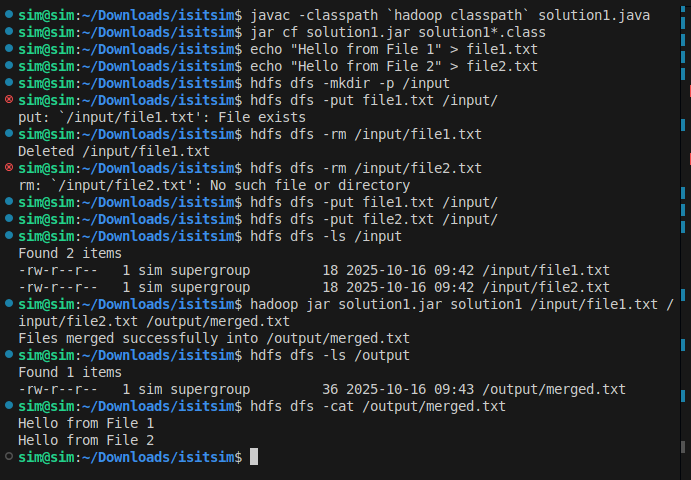 sim@sim:~/Downloads/isitsim$ javac -classpath `hadoop classpath` solution1.java
sim@sim:~/Downloads/isitsim$ jar cf solution1.jar solution1*.class
sim@sim:~/Downloads/isitsim$ echo "Hello from File 1" > file1.txt
sim@sim:~/Downloads/isitsim$ echo "Hello from File 2" > file2.txt
sim@sim:~/Downloads/isitsim$ hdfs dfs -mkdir -p /input
sim@sim:~/Downloads/isitsim$ hdfs dfs -put file1.txt /input/
put: `/input/file1.txt': File exists
sim@sim:~/Downloads/isitsim$ hdfs dfs -rm /input/file1.txt
Deleted /input/file1.txt
sim@sim:~/Downloads/isitsim$ hdfs dfs -rm /input/file2.txt
rm: `/input/file2.txt': No such file or directory
sim@sim:~/Downloads/isitsim$ hdfs dfs -put file1.txt /input/
sim@sim:~/Downloads/isitsim$ hdfs dfs -put file2.txt /input/
sim@sim:~/Downloads/isitsim$ hdfs dfs -ls /input
Found 2 items
-rw-r--r--   1 sim supergroup         18 2025-10-16 09:42 /input/file1.txt
-rw-r--r--   1 sim supergroup         18 2025-10-16 09:42 /input/file2.txt
sim@sim:~/Downloads/isitsim$ hadoop jar solution1.jar solution1 /input/file1.txt /
input/file2.txt /output/merged.txt
Files merged successfully into /output/merged.txt
sim@sim:~/Downloads/isitsim$ hdfs dfs -ls /output
Found 1 items
-rw-r--r--   1 sim supergroup         36 2025-10-16 09:43 /output/merged.txt
sim@sim:~/Downloads/isitsim$ hdfs dfs -cat /output/merged.txt
Hello from File 1
Hello from File 2
sim@sim:~/Downloads/isitsim$